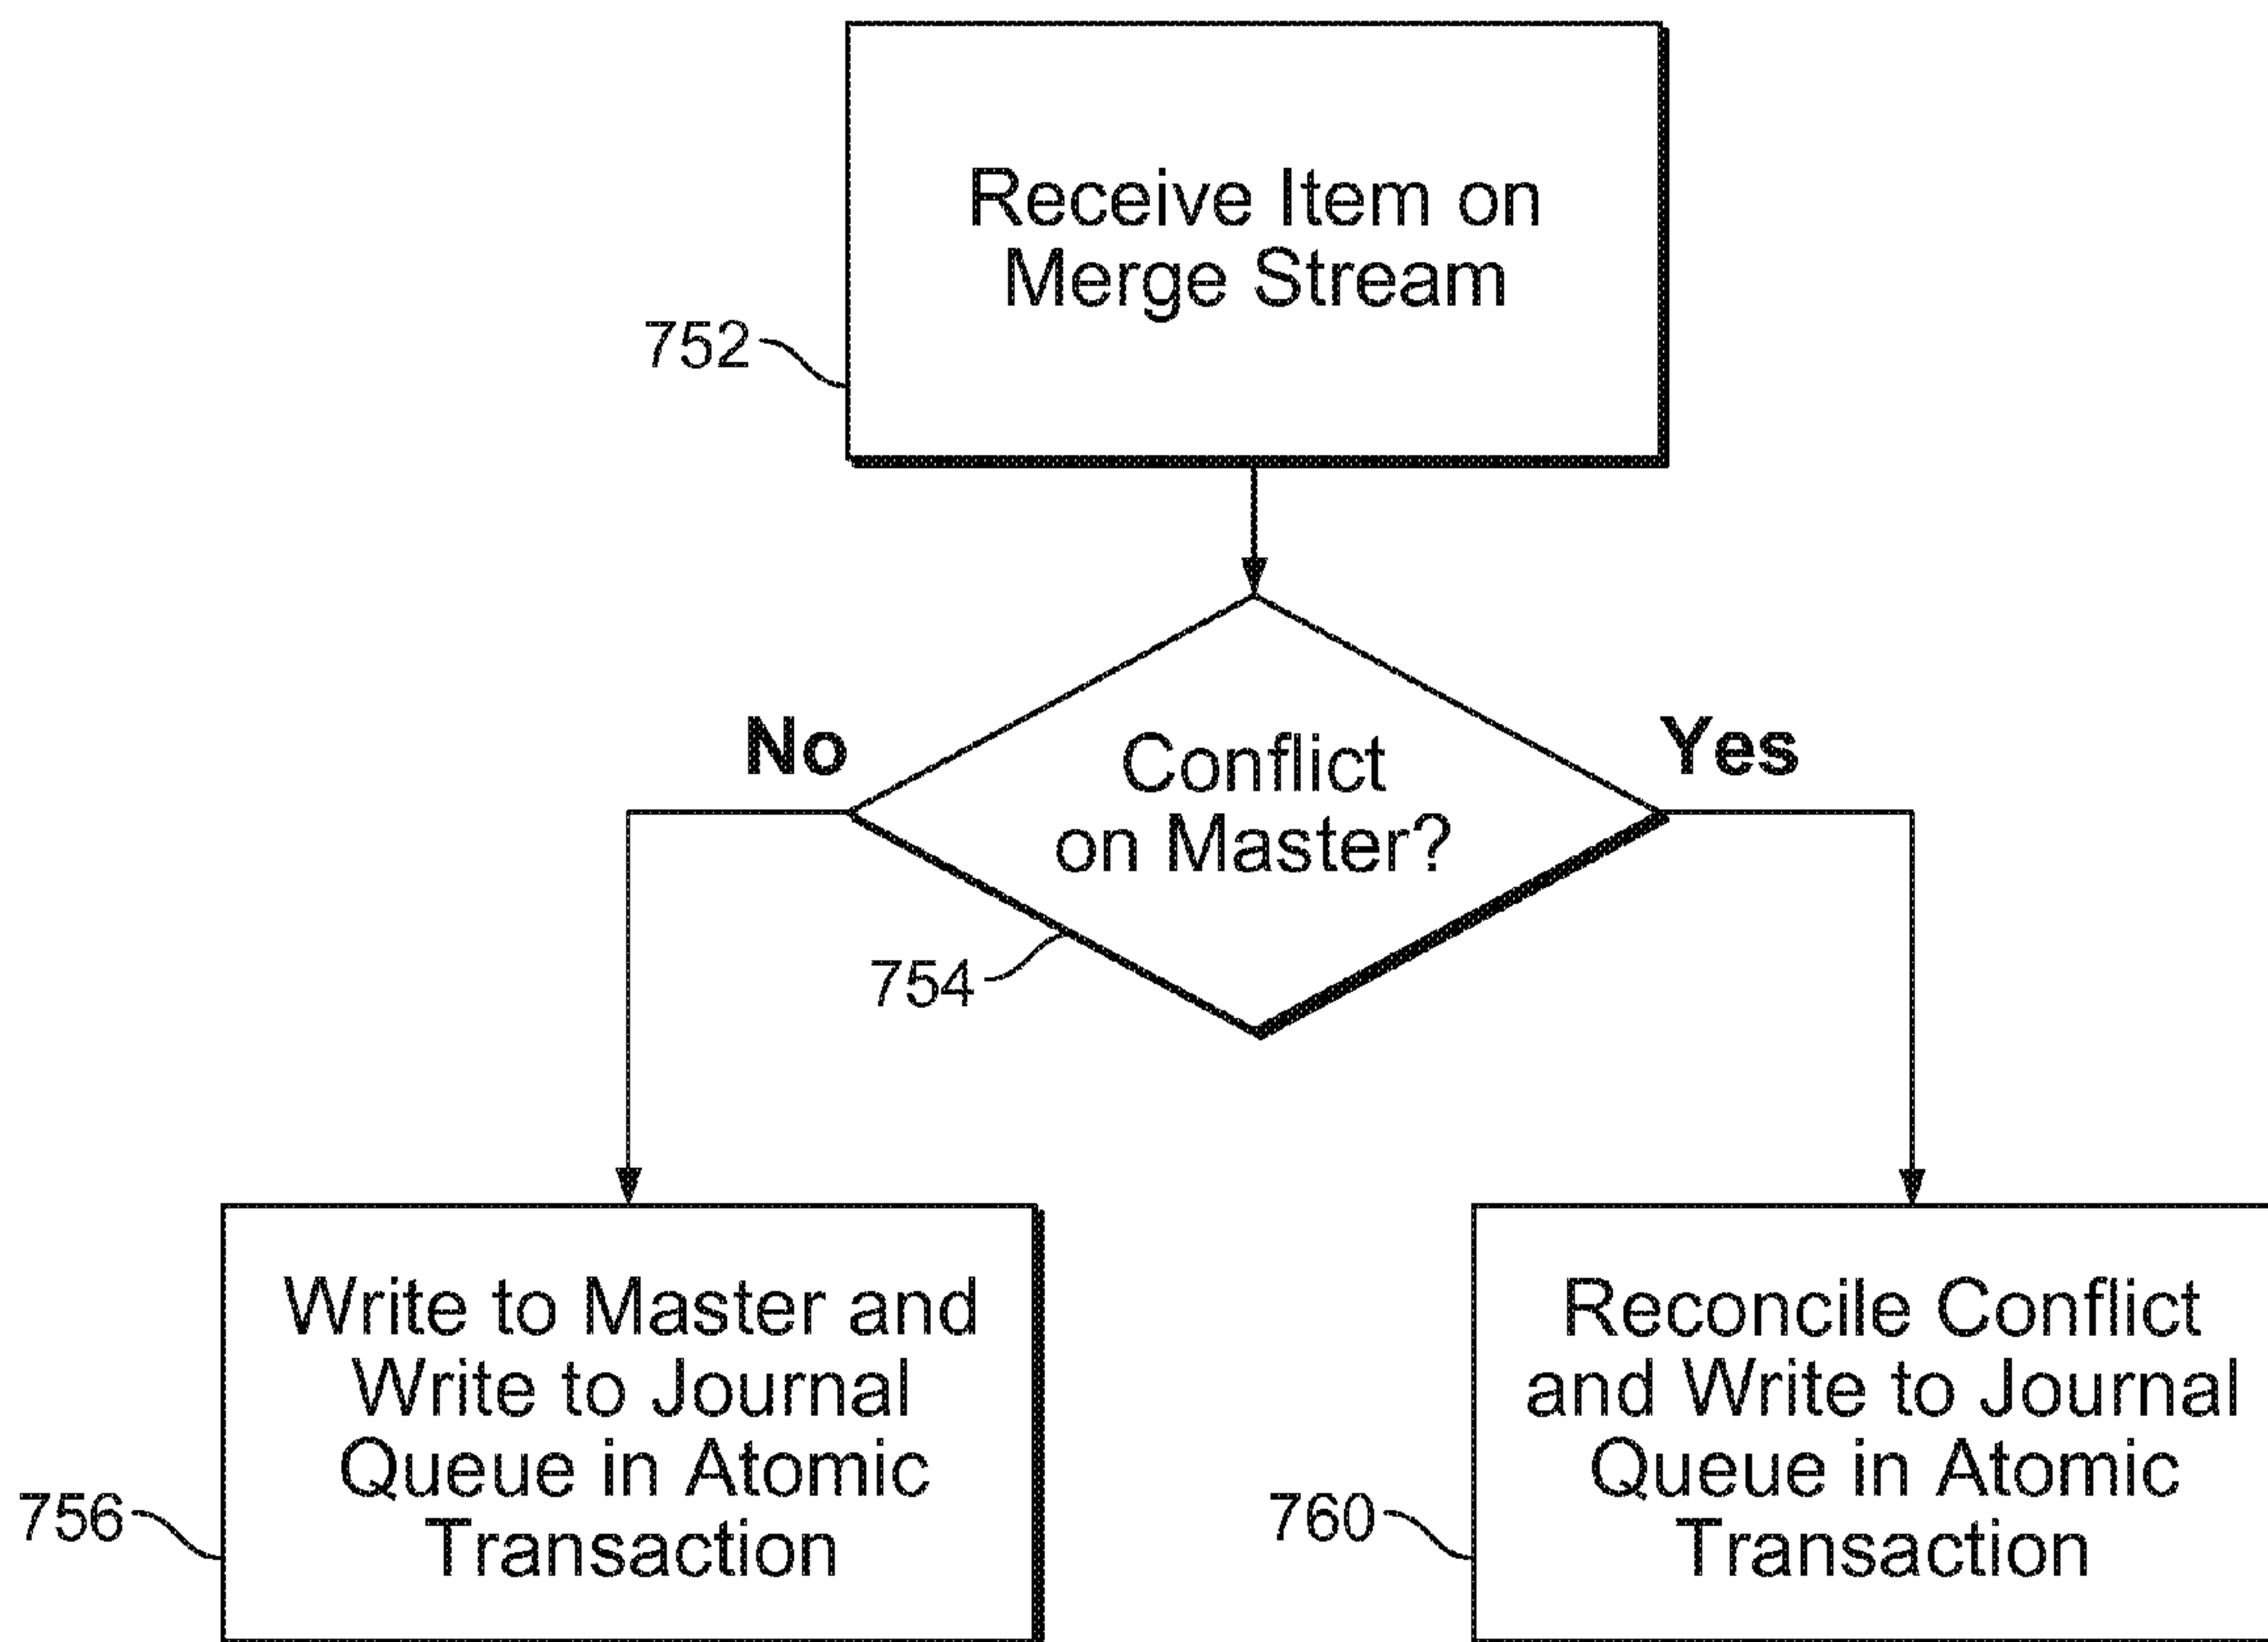 Receive Item on
Merge Stream
752
No
Yes
Conflict
on Master?
754
Write to Master and
Write to Journal
Queue in Atomic
Transaction
756
Reconcile Conflict
and Write to Journal
Queue in Atomic
Transaction
760